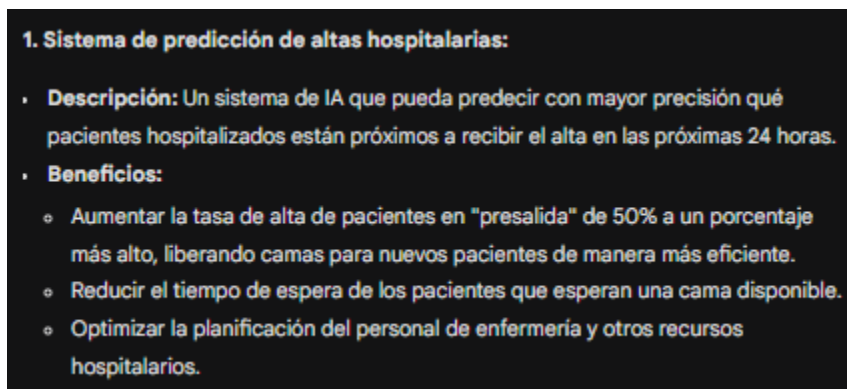 1. Sistema de predicción de altas hospitalarias:
• Descripción: Un sistema de IA que pueda predecir con mayor precisión qué
pacientes hospitalizados están próximos a recibir el alta en las próximas 24 horas.
• Beneficios:
◦ Aumentar la tasa de alta de pacientes en "presalida" de 50% a un porcentaje
más alto, liberando camas para nuevos pacientes de manera más eficiente.
◦ Reducir el tiempo de espera de los pacientes que esperan una cama disponible.
◦ Optimizar la planificación del personal de enfermería y otros recursos
hospitalarios.